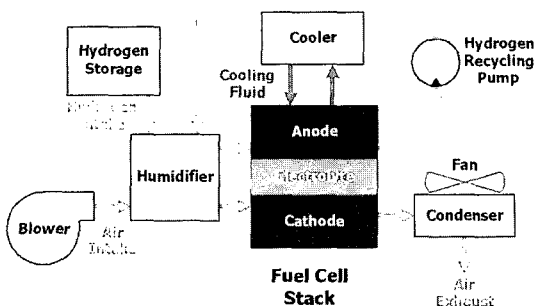 Hydrogen
Storage
Cooler
Hydrogen
Recycling
Pump
Cooling
Fluid
Anode
Humidifier
Cathode
Fan
Blower
Air
Intake
Condenser
Fuel Cell
Stack
Air
Exhaust